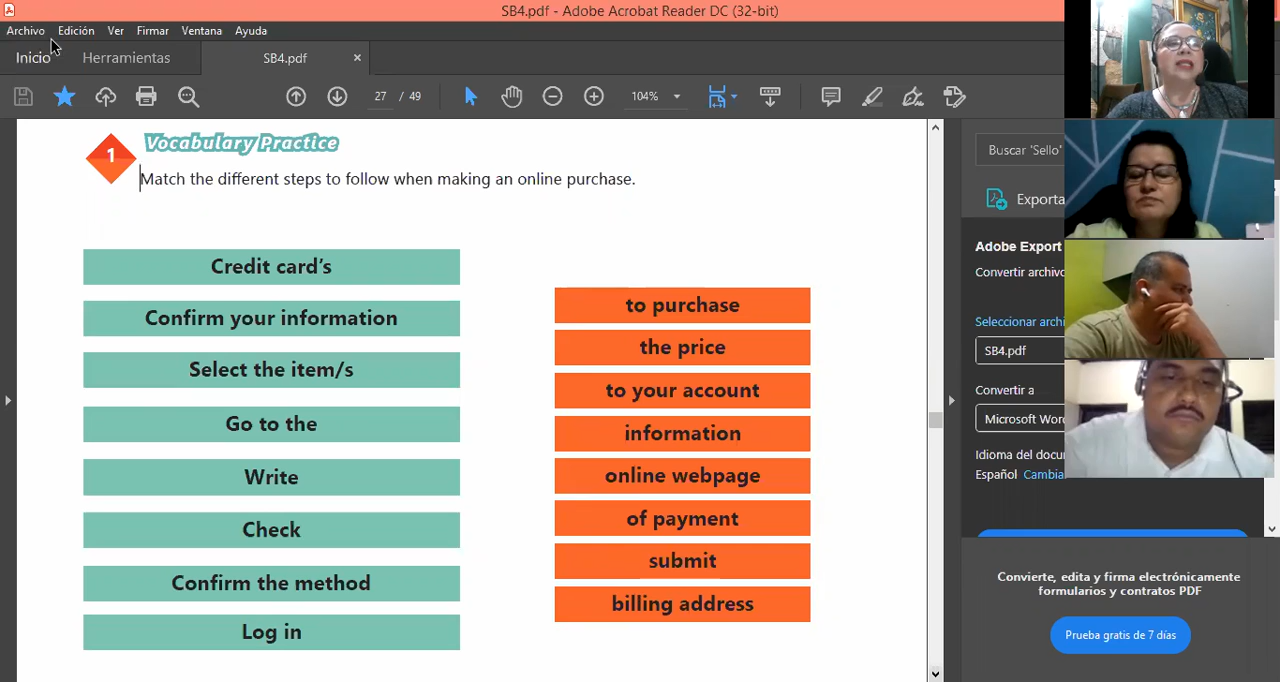 SB4.pdf - Adobe Acrobat Reader DC (32-bit)
Archivo Edición Ver Firmar Ventana Ayuda
Inicio Herramientas SB4.pdf ×
27 / 49 104%
1
Vocabulary Practice
Match the different steps to follow when making an online purchase.
Credit card's
Confirm your information
Select the item/s
Go to the
Write
Check
Confirm the method
Log in
to purchase
the price
to your account
information
online webpage
of payment
submit
billing address
Buscar 'Sello'
Exporta
Adobe Export
Convertir archivo
Seleccionar archi
SB4.pdf
Convertir a
Microsoft Word
Idioma del docu
Español Cambia
Convierte, edita y firma electrónicamente
formularios y contratos PDF
Prueba gratis de 7 días